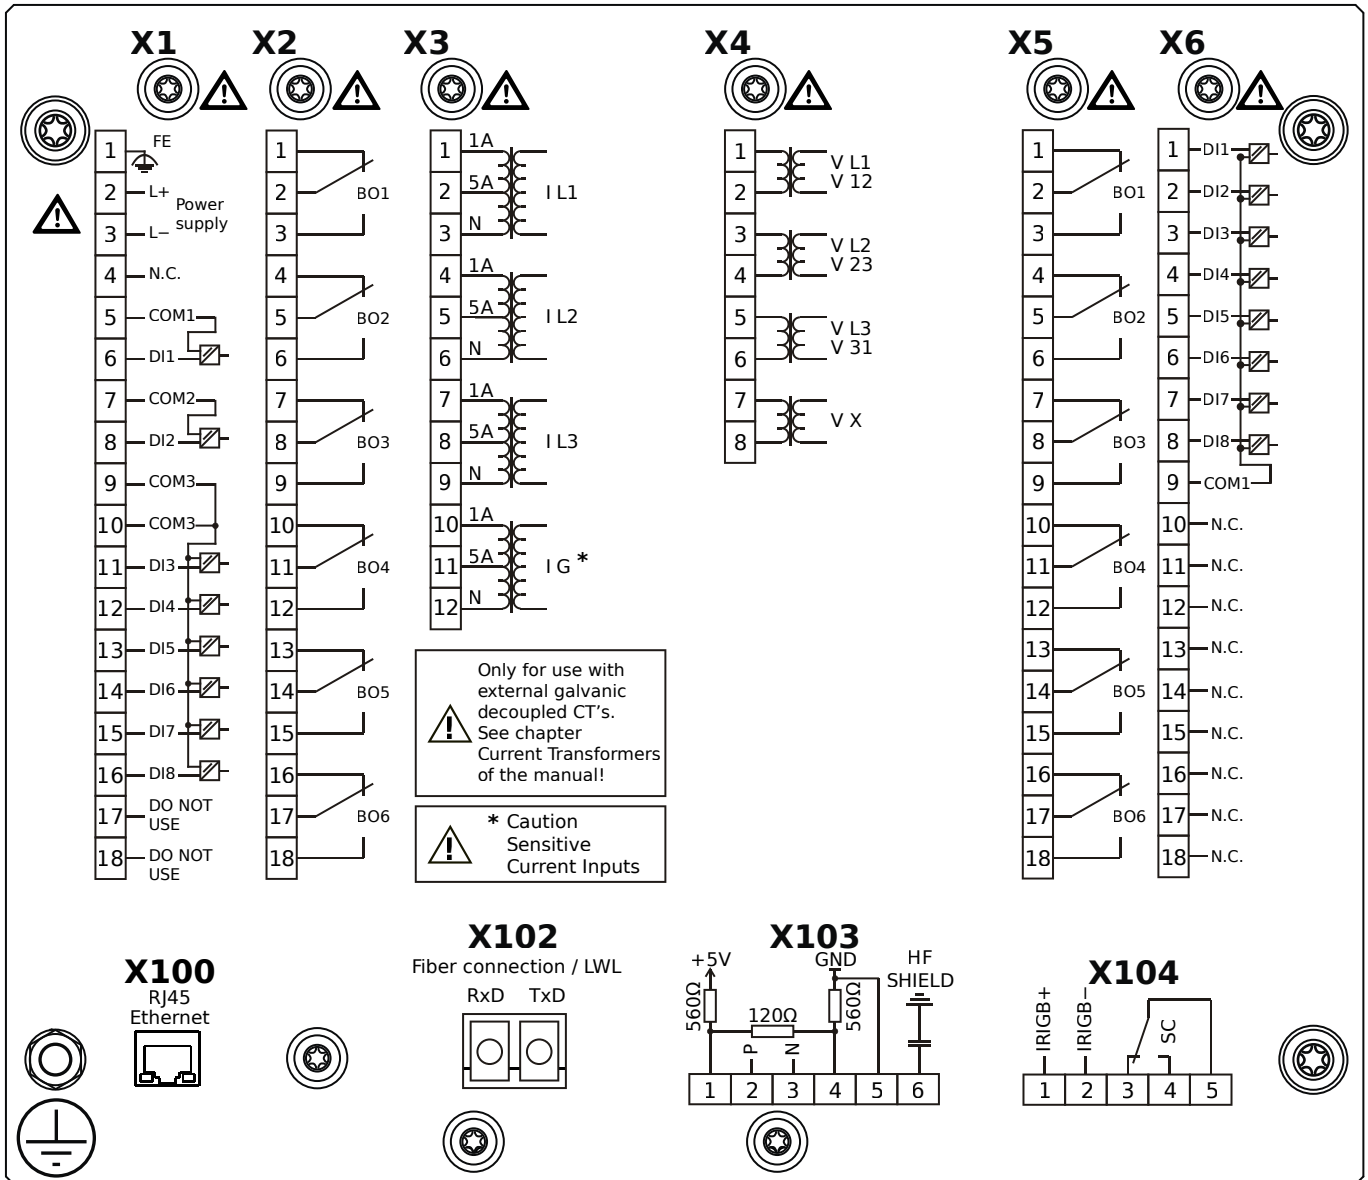 X1
X2
X3
X4
X5
X6
1 FE
2 L+
Power
supply
3 L−
4 N.C.
5 COM1
6 DI1
7 COM2
8 DI2
9 COM3
10 COM3
11 DI3
12 DI4
13 DI5
14 DI6
15 DI7
16 DI8
17 DO NOT
USE
18 DO NOT
USE
1
2 BO1
3
4
5 BO2
6
7
8 BO3
9
10
11 BO4
12
13
14 BO5
15
16
17 BO6
18
1 1A
2 5A I L1
3 N
4 1A
5 5A I L2
6 N
7 1A
8 5A I L3
9 N
10 1A
11 5A I G *
12 N
Only for use with
external galvanic
decoupled CT's.
See chapter
Current Transformers
of the manual!
* Caution
Sensitive
Current Inputs
1 V L1
2 V 12
3 V L2
4 V 23
5 V L3
6 V 31
7 V X
8
1
2 BO1
3
4
5 BO2
6
7
8 BO3
9
10
11 BO4
12
13
14 BO5
15
16
17 BO6
18
1 DI1
2 DI2
3 DI3
4 DI4
5 DI5
6 DI6
7 DI7
8 DI8
9 COM1
10 N.C.
11 N.C.
12 N.C.
13 N.C.
14 N.C.
15 N.C.
16 N.C.
17 N.C.
18 N.C.
X100
RJ45
Ethernet
X102
Fiber connection / LWL
RxD TxD
X103
+5V GND HF
SHIELD
560Ω 120Ω 560Ω
P N
1 2 3 4 5 6
X104
IRIGB+ IRIGB− SC
1 2 3 4 5